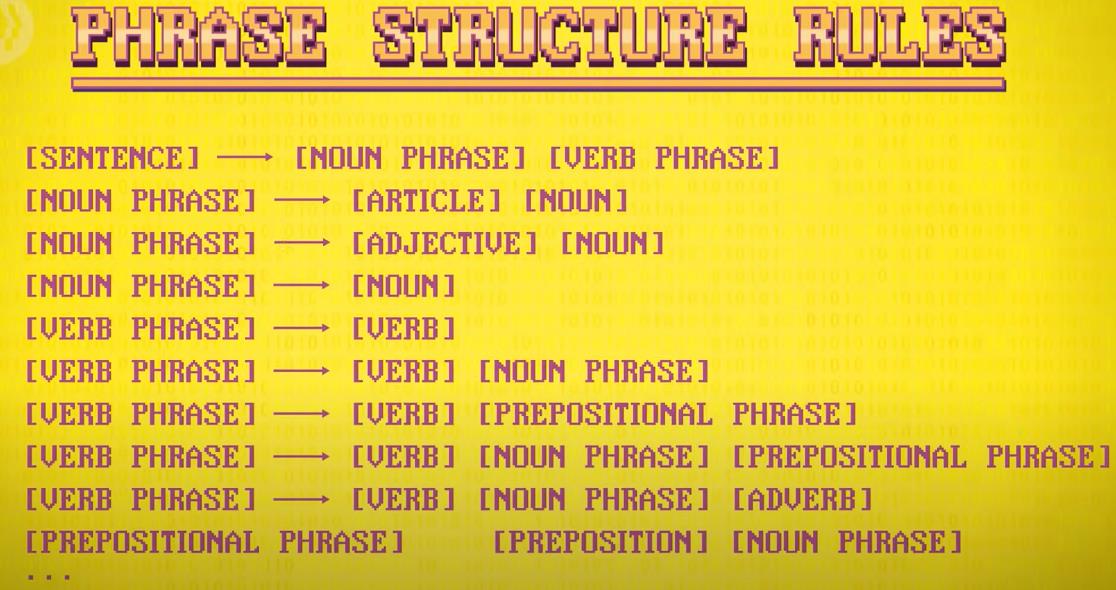 PHRASE STRUCTURE RULES
[SENTENCE] ⟶ [NOUN PHRASE] [VERB PHRASE]
[NOUN PHRASE] ⟶ [ARTICLE] [NOUN]
[NOUN PHRASE] ⟶ [ADJECTIVE] [NOUN]
[NOUN PHRASE] ⟶ [NOUN]
[VERB PHRASE] ⟶ [VERB]
[VERB PHRASE] ⟶ [VERB] [NOUN PHRASE]
[VERB PHRASE] ⟶ [VERB] [PREPOSITIONAL PHRASE]
[VERB PHRASE] ⟶ [VERB] [NOUN PHRASE] [PREPOSITIONAL PHRASE]
[VERB PHRASE] ⟶ [VERB] [NOUN PHRASE] [ADVERB]
[PREPOSITIONAL PHRASE] [PREPOSITION] [NOUN PHRASE]
...